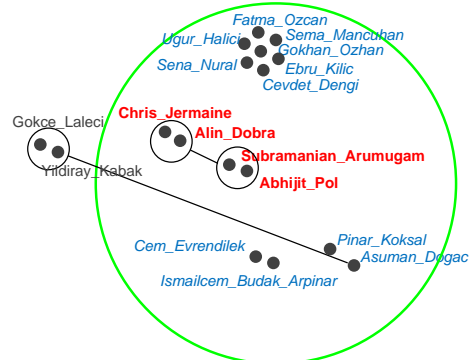 Fatma_Ozcan
Sema_Mancuhan
Ugur_Halici
Gokhan_Ozhan
Sena_Nural
Ebru_Kilic
Cevdet_Dengi
Chris_Jermaine
Gokce_Laleci
Alin_Dobra
Subramanian_Arumugam
Yildiray_Kabak
Abhijit_Pol
Pinar_Koksal
Cem_Evrendilek
Asuman_Dogac
Ismailcem_Budak_Arpinar